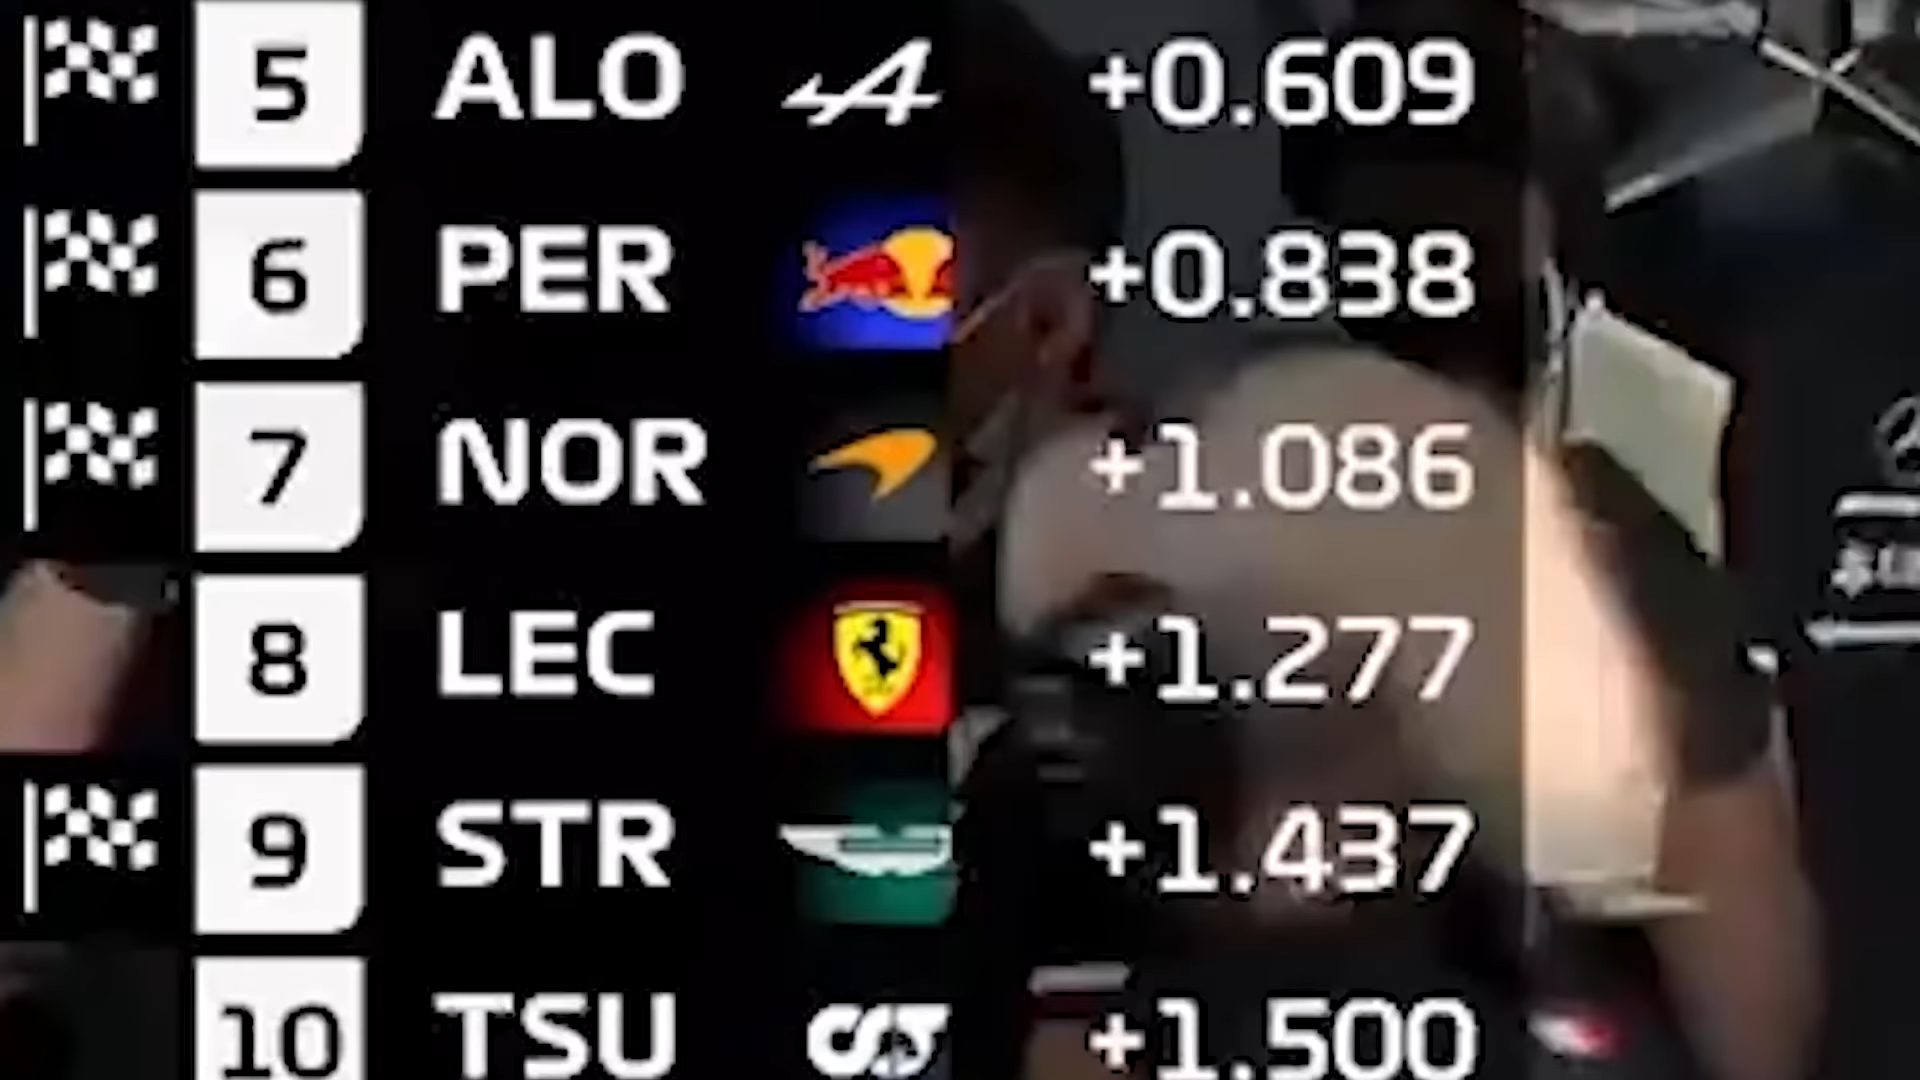 5 ALO +0.609
6 PER +0.838
7 NOR +1.086
8 LEC +1.277
9 STR +1.437
10 TSU +1.500